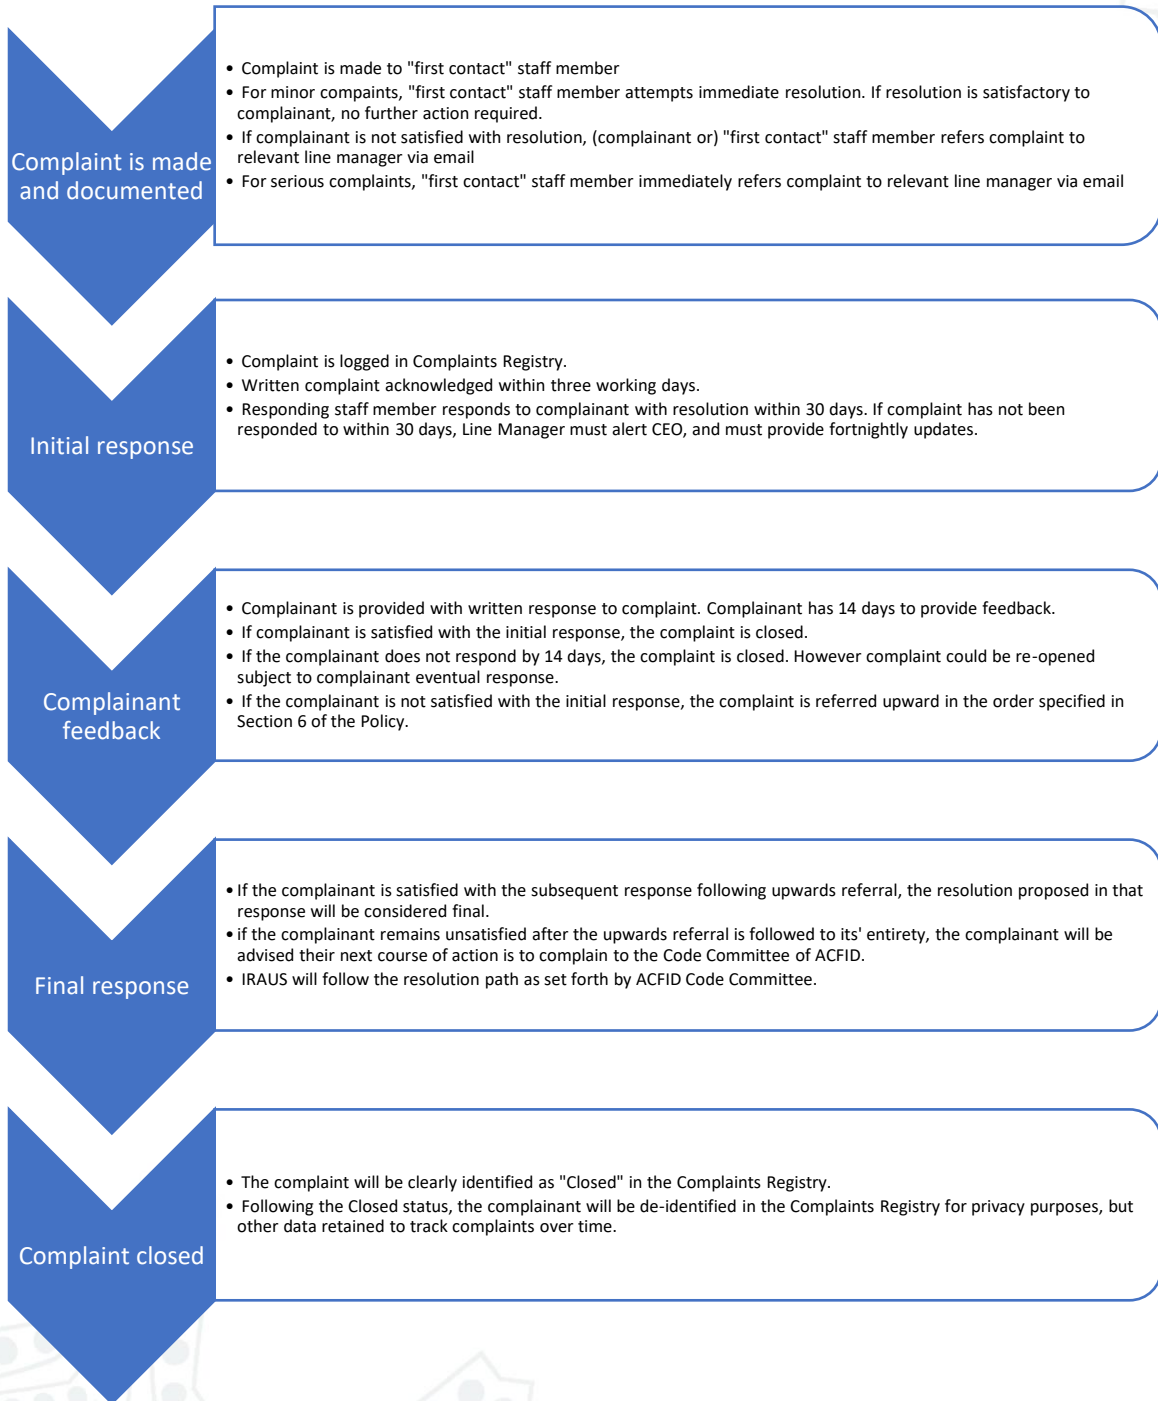 Complaint is made
and documented
• Complaint is made to "first contact" staff member
• For minor compaints, "first contact" staff member attempts immediate resolution. If resolution is satisfactory to
complainant, no further action required.
• If complainant is not satisfied with resolution, (complainant or) "first contact" staff member refers complaint to
relevant line manager via email
• For serious complaints, "first contact" staff member immediately refers complaint to relevant line manager via email
Initial response
• Complaint is logged in Complaints Registry.
• Written complaint acknowledged within three working days.
• Responding staff member responds to complainant with resolution within 30 days. If complaint has not been
responded to within 30 days, Line Manager must alert CEO, and must provide fortnightly updates.
Complainant
feedback
• Complainant is provided with written response to complaint. Complainant has 14 days to provide feedback.
• If complainant is satisfied with the initial response, the complaint is closed.
• If the complainant does not respond by 14 days, the complaint is closed. However complaint could be re-opened
subject to complainant eventual response.
• If the complainant is not satisfied with the initial response, the complaint is referred upward in the order specified in
Section 6 of the Policy.
Final response
• If the complainant is satisfied with the subsequent response following upwards referral, the resolution proposed in that
response will be considered final.
• if the complainant remains unsatisfied after the upwards referral is followed to its' entirety, the complainant will be
advised their next course of action is to complain to the Code Committee of ACFID.
• IRAUS will follow the resolution path as set forth by ACFID Code Committee.
Complaint closed
• The complaint will be clearly identified as "Closed" in the Complaints Registry.
• Following the Closed status, the complainant will be de-identified in the Complaints Registry for privacy purposes, but
other data retained to track complaints over time.